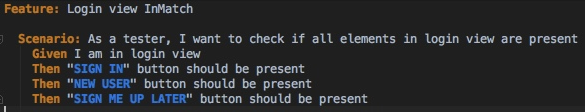 Feature: Login view InMatch
Scenario: As a tester, I want to check if all elements in login view are present
Given I am in login view
Then "SIGN IN" button should be present
Then "NEW USER" button should be present
Then "SIGN ME UP LATER" button should be present